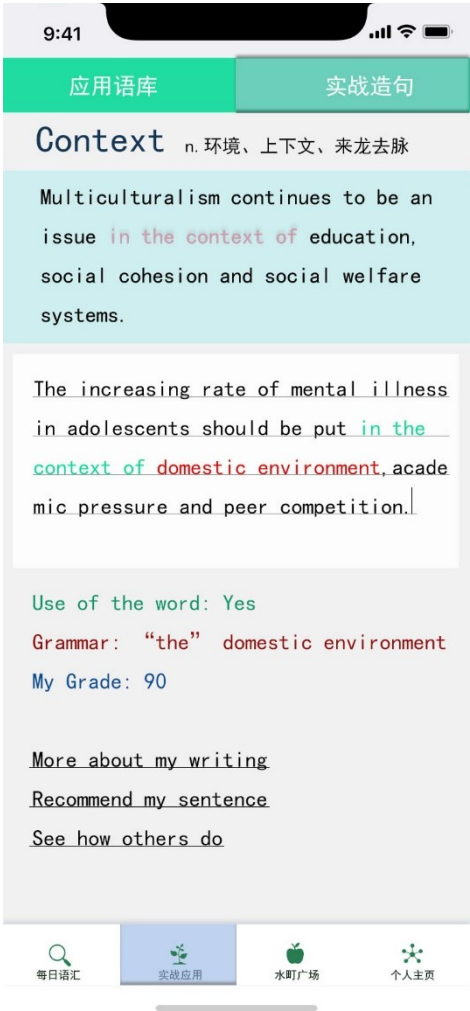 9:41
应用语库
实战造句
Context n. 环境、上下文、来龙去脉
Multiculturalism continues to be an
issue in the context of education,
social cohesion and social welfare
systems.
The increasing rate of mental illness
in adolescents should be put in the
context of domestic environment, acade
mic pressure and peer competition.
Use of the word: Yes
Grammar: “the” domestic environment
My Grade: 90
More about my writing
Recommend my sentence
See how others do
每日语汇
实战应用
水町广场
个人主页